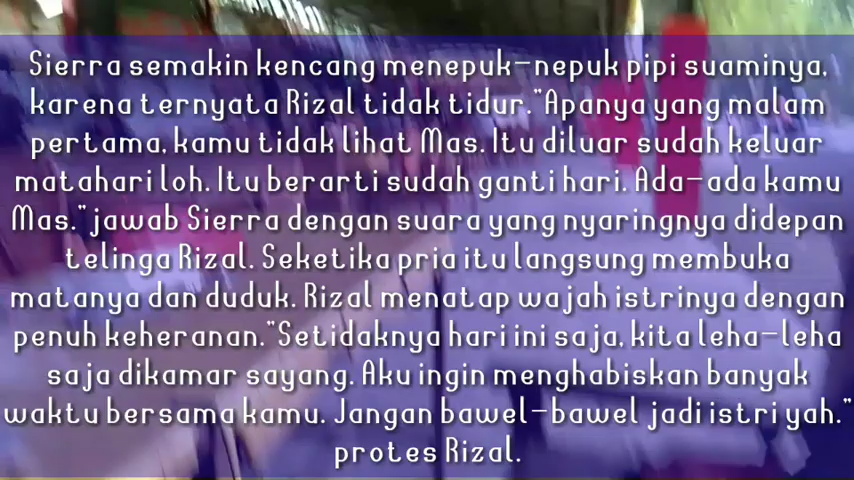 Sierra semakin kencang menepuk-nepuk pipi suaminya,
karena ternyata Rizal tidak tidur."Apanya yang malam
pertama, kamu tidak lihat Mas. Itu diluar sudah keluar
matahari loh. Itu berarti sudah ganti hari. Ada-ada kamu
Mas." jawab Sierra dengan suara yang nyaringnya didepan
telinga Rizal. Seketika pria itu langsung membuka
matanya dan duduk. Rizal menatap wajah istrinya dengan
penuh keheranan."Setidaknya hari ini saja, kita leha-leha
saja dikamar sayang. Aku ingin menghabiskan banyak
waktu bersama kamu. Jangan bawel-bawel jadi istri yah."
protes Rizal.